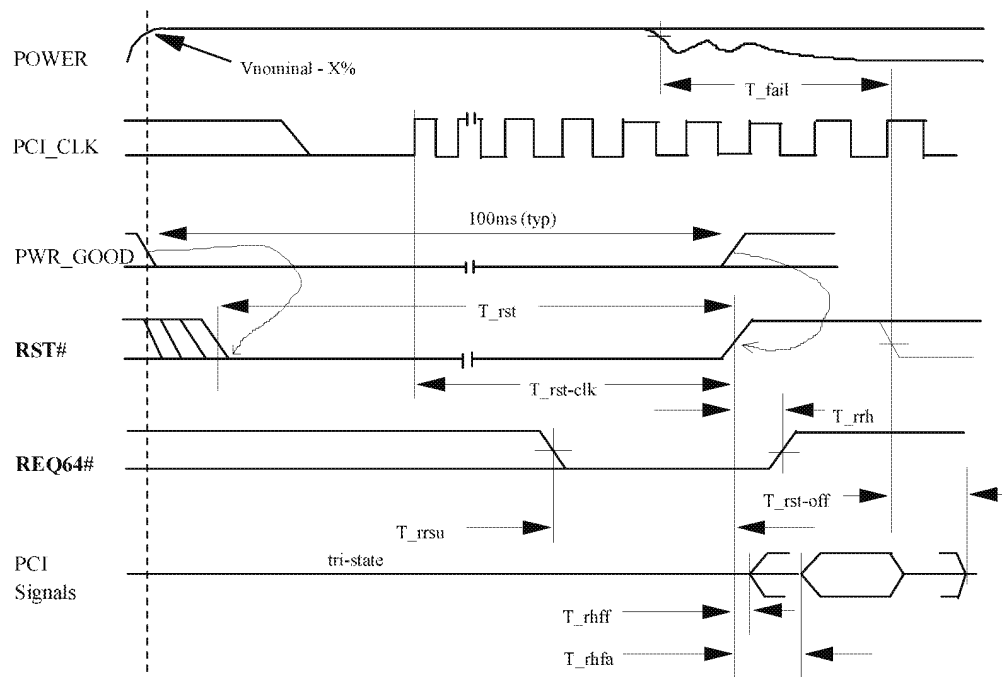 POWER
Vnominal - X%
T_fail
PCI_CLK
100ms (typ)
PWR_GOOD
T_rst
RST#
T_rst-clk
T_rrh
REQ64#
T_rst-off
T_rrsu
PCI
Signals
tri-state
T_rhff
T_rhfa